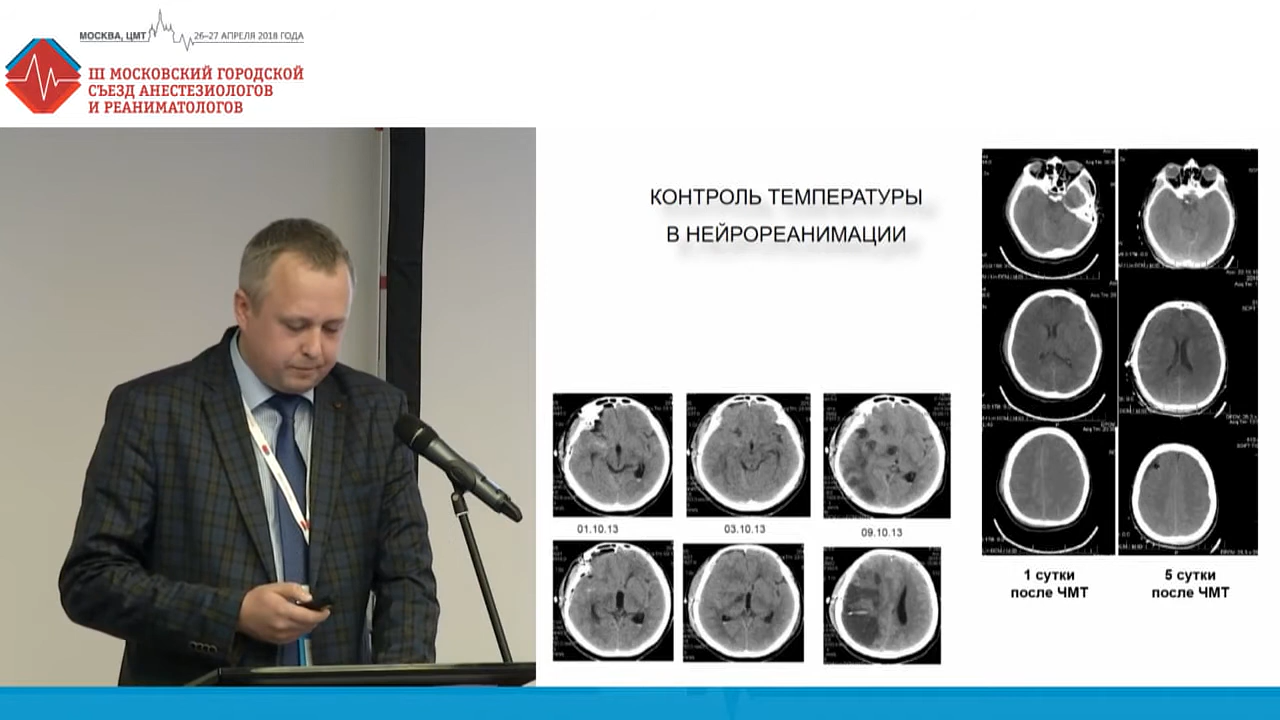 МОСКВА, ЦМТ 26–27 АПРЕЛЯ 2018 ГОДА
III МОСКОВСКИЙ ГОРОДСКОЙ
СЪЕЗД АНЕСТЕЗИОЛОГОВ
И РЕАНИМАТОЛОГОВ
КОНТРОЛЬ ТЕМПЕРАТУРЫ
В НЕЙРОРЕАНИМАЦИИ
01.10.13
03.10.13
09.10.13
1 сутки
после ЧМТ
5 сутки
после ЧМТ